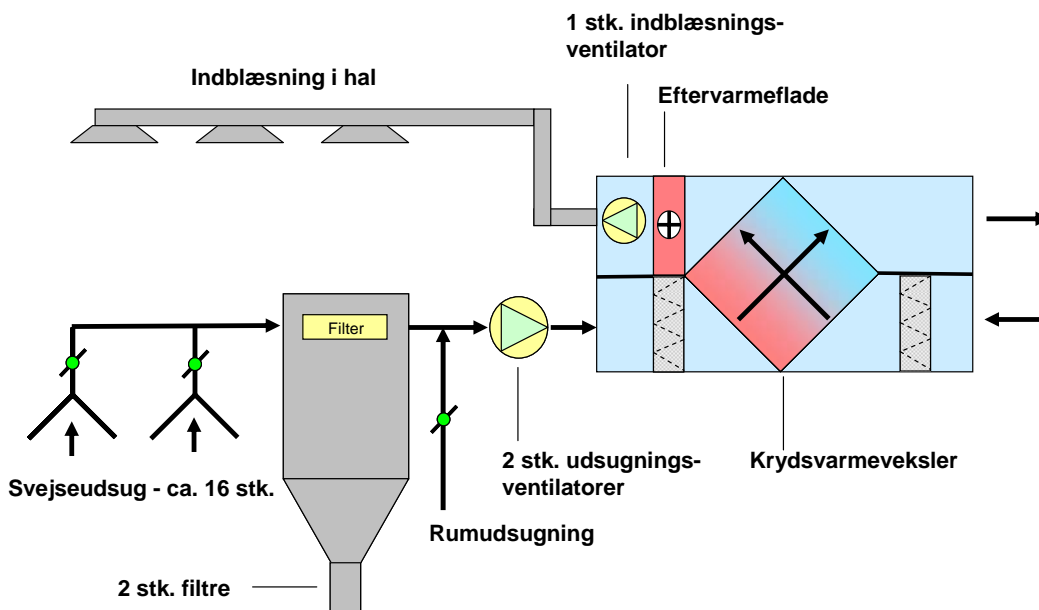 1 stk. indblæsnings-
ventilator
Indblæsning i hal
Eftervarmeflade
Filter
Svejseudsug - ca. 16 stk.
2 stk. udsugnings-
ventilatorer
Krydsvarmeveksler
Rumudsugning
2 stk. filtre